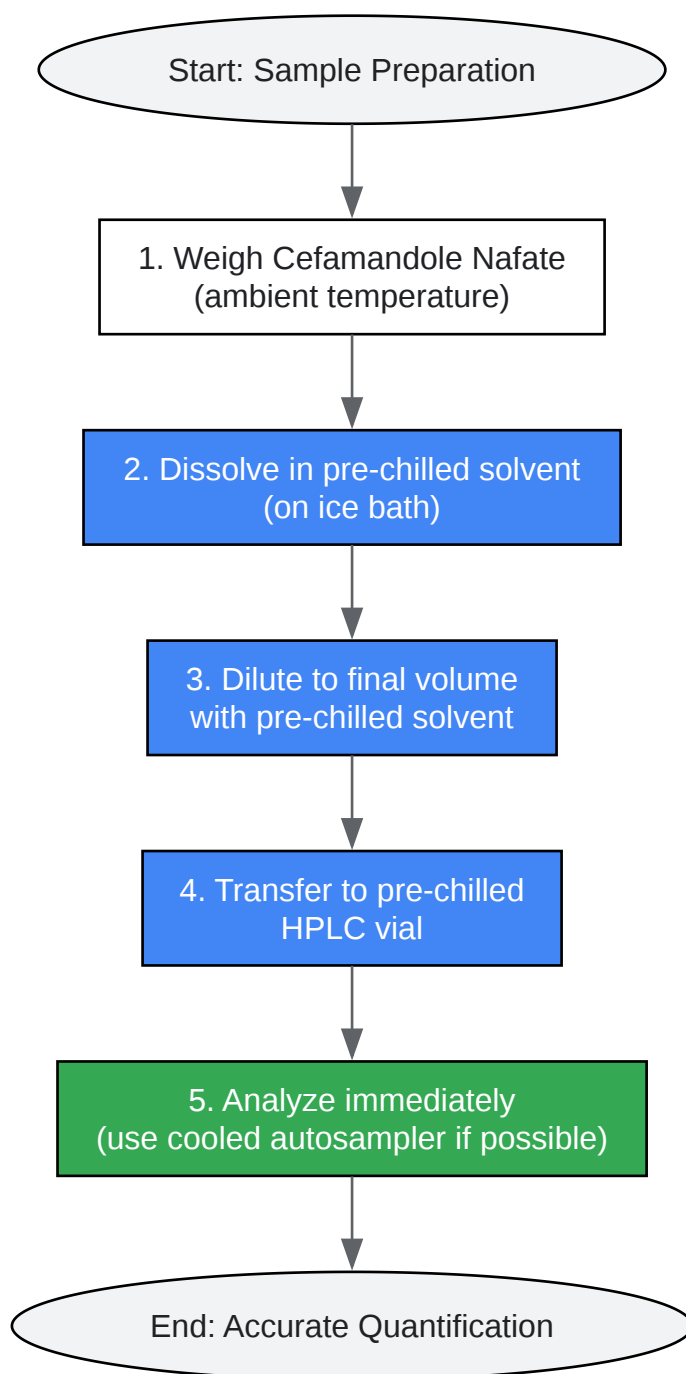 Start: Sample Preparation
1. Weigh Cefamandole Nafate
(ambient temperature)
2. Dissolve in pre-chilled solvent
(on ice bath)
3. Dilute to final volume
with pre-chilled solvent
4. Transfer to pre-chilled
HPLC vial
5. Analyze immediately
(use cooled autosampler if possible)
End: Accurate Quantification